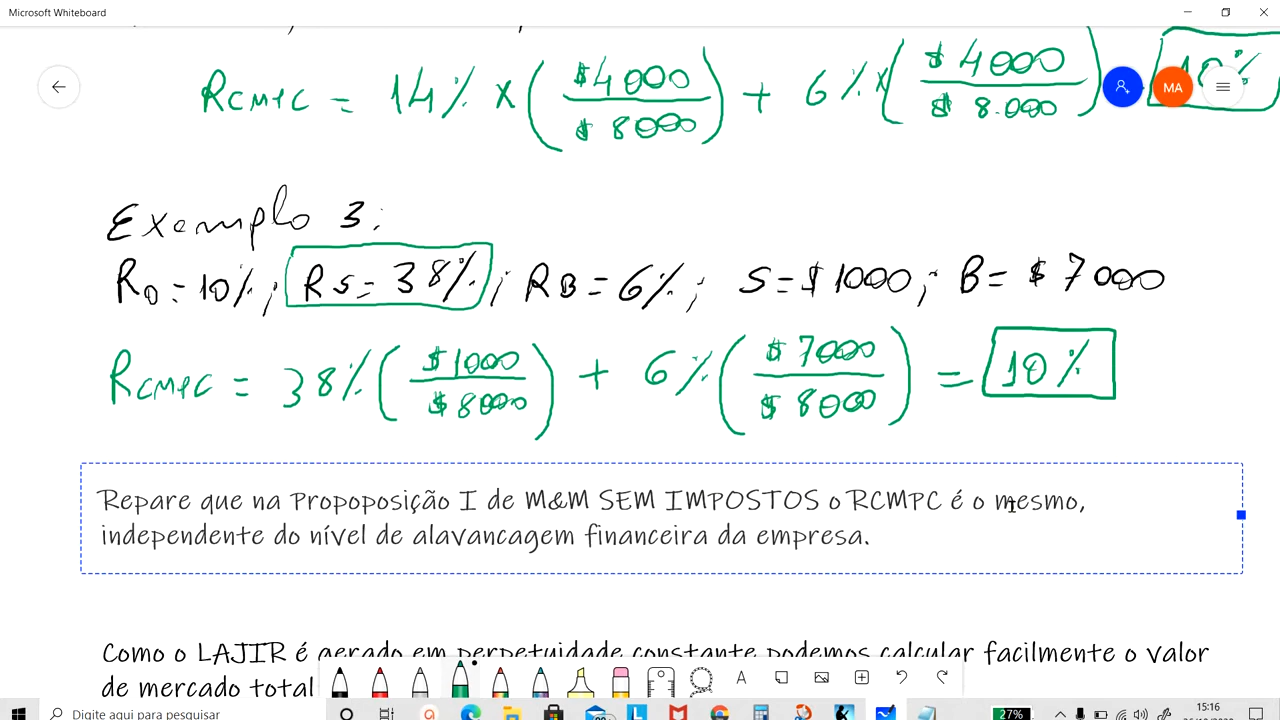 Microsoft Whiteboard
RCMPC = 14% x ($4000 / $8000) + 6% x ($4000 / $8.000) 10%
MA
Exemplo 3:
R0 = 10%; RS = 38%; RB = 6%; S = $1000; B = $7000
RCMPC = 38% ($1000 / $8000) + 6% ($7000 / $8000) = 10%
Repare que na Propoposição I de M&M SEM IMPOSTOS o RCMPC é o mesmo,
independente do nível de alavancagem financeira da empresa.
Como o LAJIR é gerado em perpetuidade constante podemos calcular facilmente o valor
de mercado total
Digite aqui para pesquisar
27%
15:16